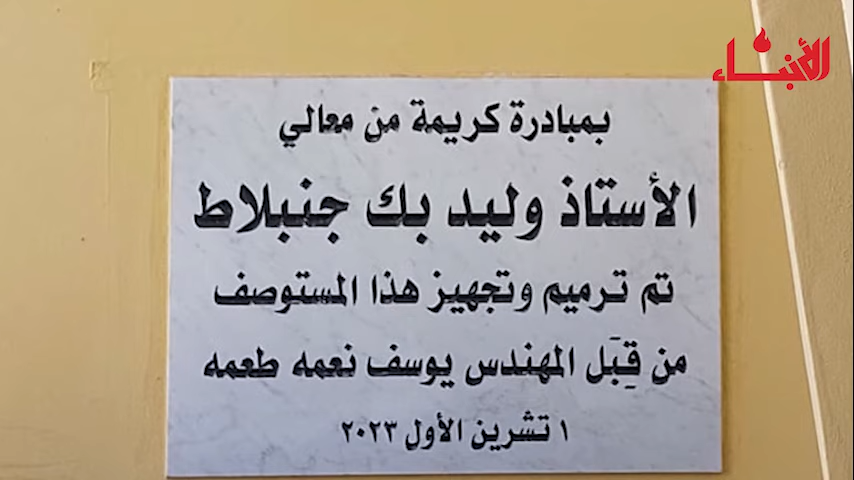 الأنباء
بمبادرة كريمة من معالي
الأستاذ وليد بك جنبلاط
تم ترميم وتجهيز هذا المستوصف
من قِبَل المهندس يوسف نعمه طعمه
١ تشرين الأول ٢٠٢٣